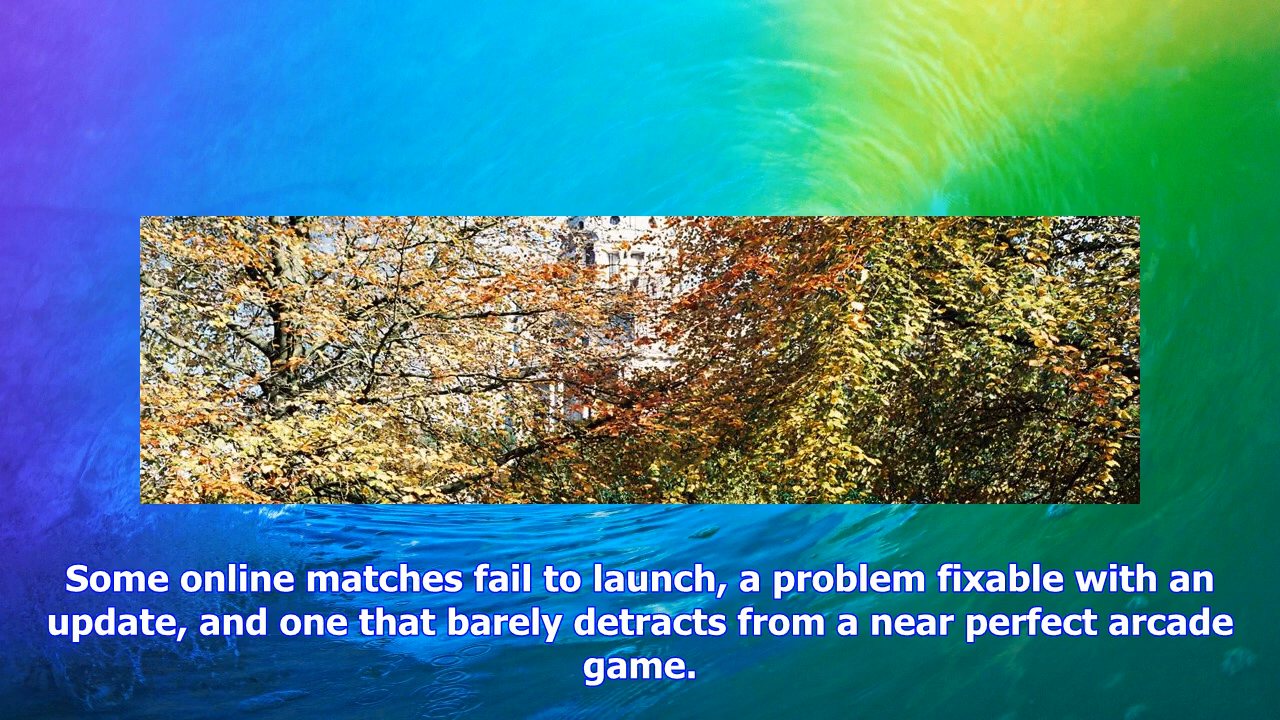 Some online matches fail to launch, a problem fixable with an
update, and one that barely detracts from a near perfect arcade
game.